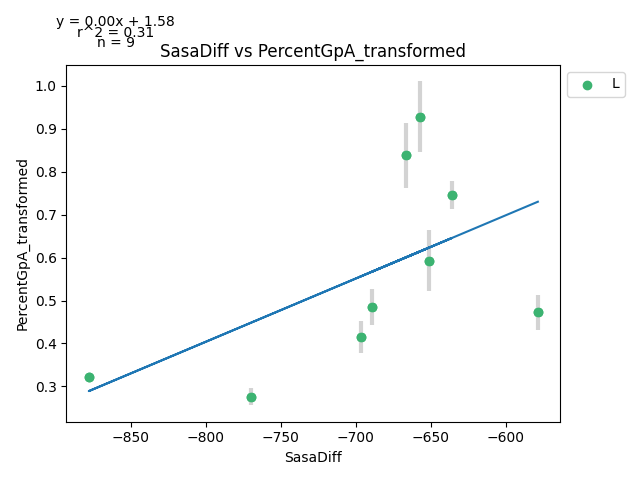 y = 0.00x + 1.58
r^2 = 0.31
n = 9
SasaDiff vs PercentGpA_transformed
L
PercentGpA_transformed
1.0
0.9
0.8
0.7
0.6
0.5
0.4
0.3
−850
−800
−750
−700
−650
−600
SasaDiff